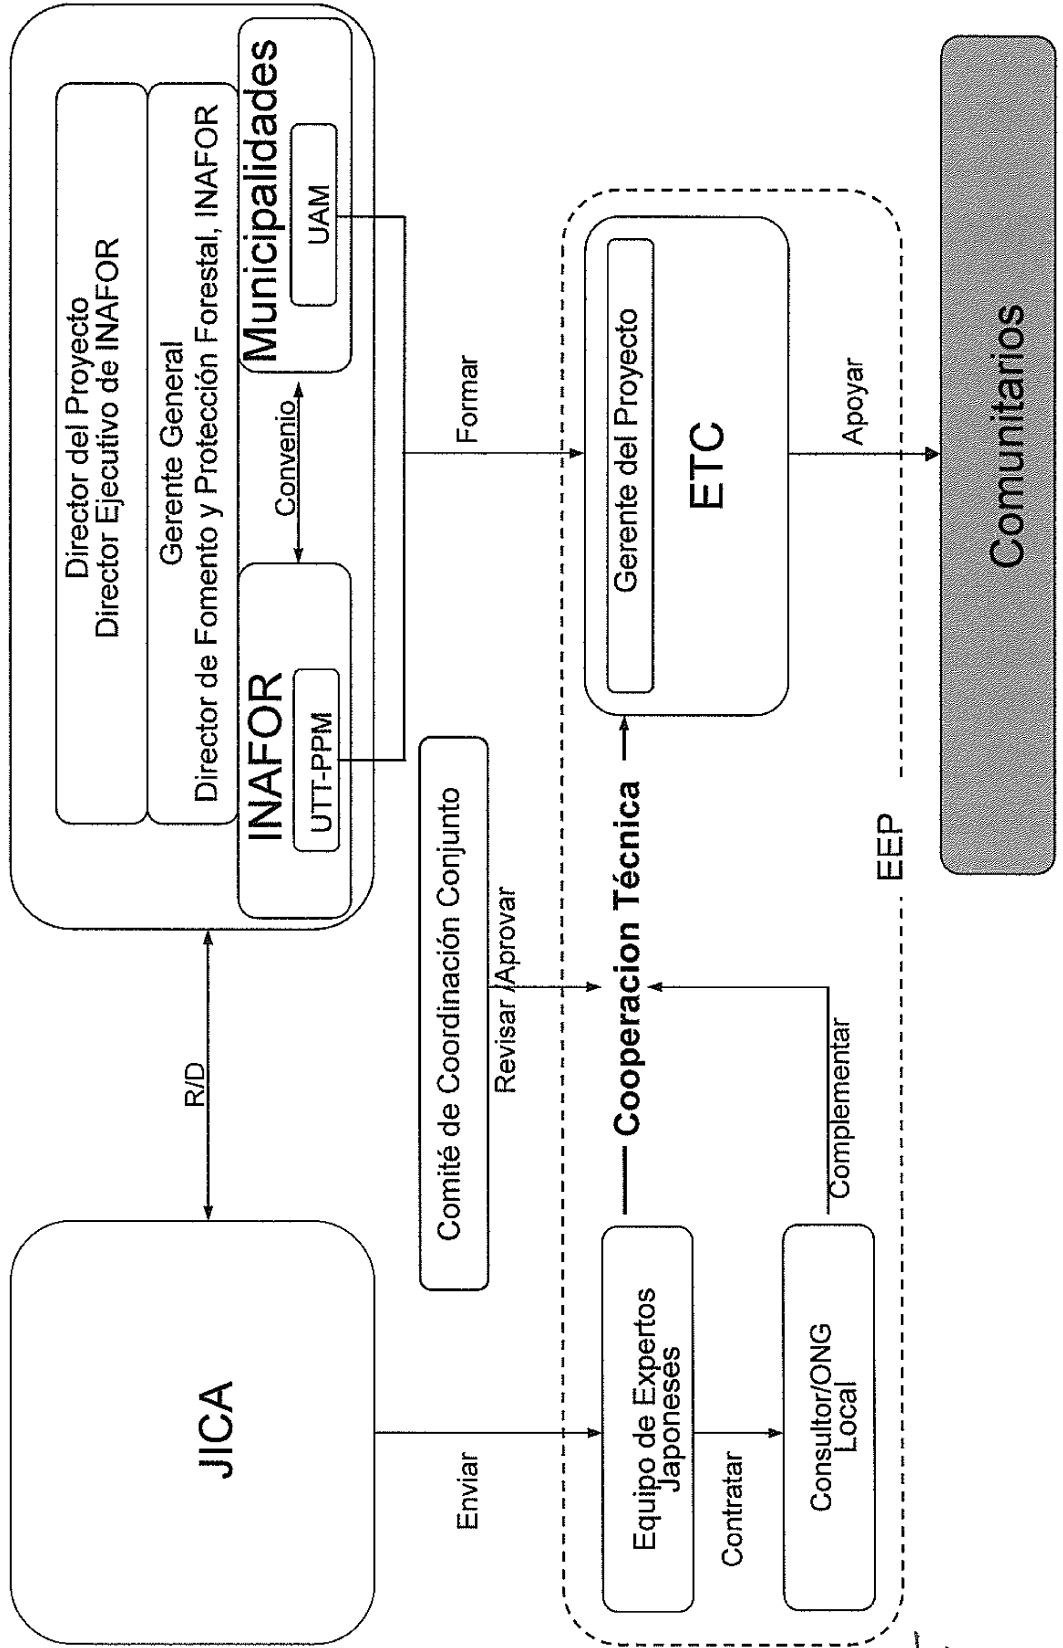 JICA
R/D
Director del Proyecto
Director Ejecutivo de INAFOR
Gerente General
Director de Fomento y Protección Forestal, INAFOR
INAFOR
UTT-PPM
Convenio
Municipalidades
UAM
Comité de Coordinación Conjunto
Revisar /Aprovar
Enviar
Formar
Equipo de Expertos
Japoneses
Cooperacion Técnica
Gerente del Proyecto
ETC
Contratar
Consultor/ONG
Local
Complementar
Apoyar
EEP
Comunitarios